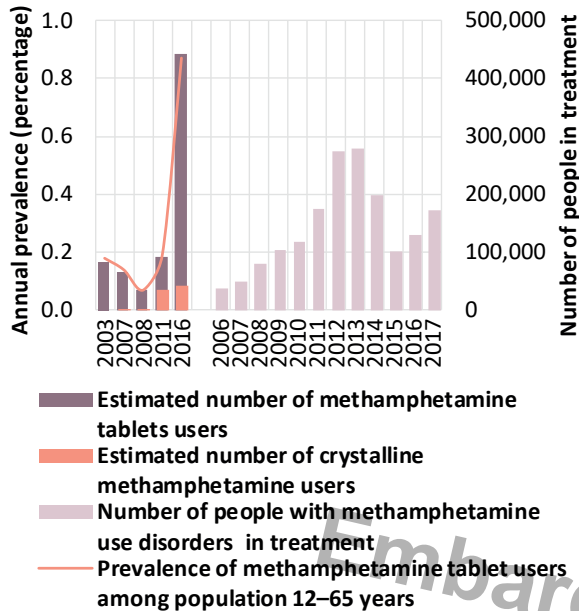 Annual prevalence (percentage)
1.0
0.8
0.6
0.4
0.2
0.0
500,000
400,000
300,000
200,000
100,000
0
Number of people in treatment
2003
2007
2008
2011
2016
2006
2007
2008
2009
2010
2011
2012
2013
2014
2015
2016
2017
Estimated number of methamphetamine
tablets users
Estimated number of crystalline
methamphetamine users
Number of people with methamphetamine
use disorders in treatment
Prevalence of methamphetamine tablet users
among population 12–65 years